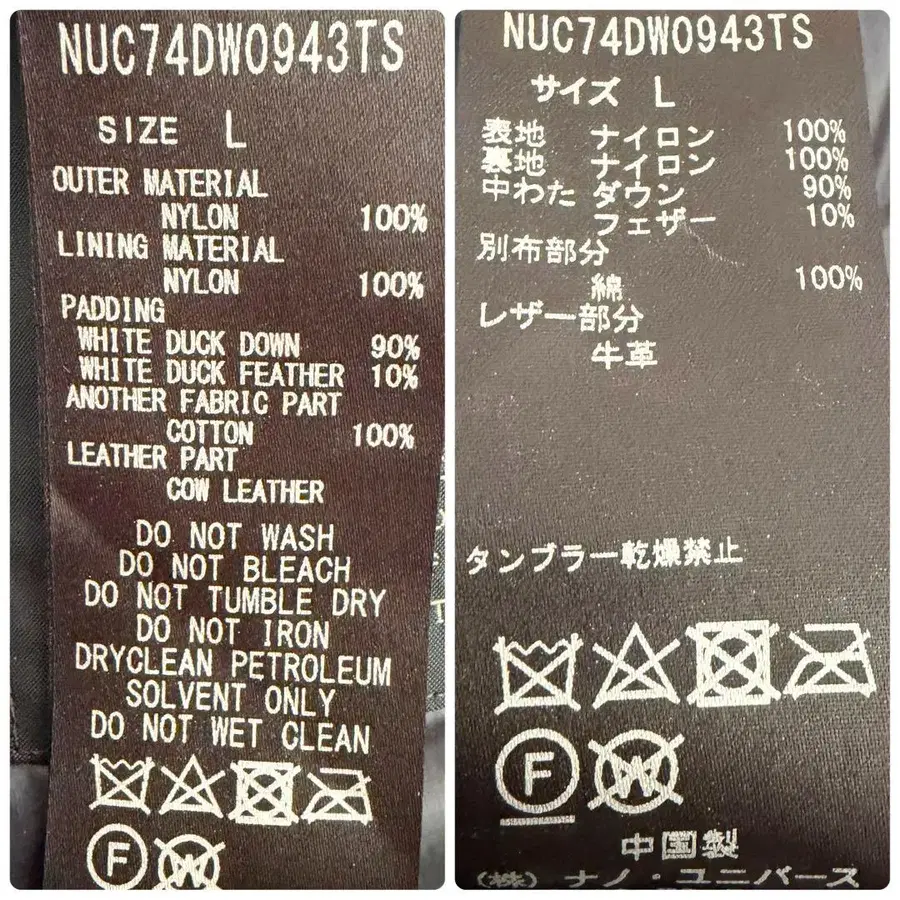 NUC74DW0943TS
SIZE L
OUTER MATERIAL
NYLON 100%
LINING MATERIAL
NYLON 100%
PADDING
WHITE DUCK DOWN 90%
WHITE DUCK FEATHER 10%
ANOTHER FABRIC PART
COTTON 100%
LEATHER PART
COW LEATHER
DO NOT WASH
DO NOT BLEACH
DO NOT TUMBLE DRY
DO NOT IRON
DRYCLEAN PETROLEUM
SOLVENT ONLY
DO NOT WET CLEAN
F W
NUC74DW0943TS
サイズ L
表地 ナイロン 100%
裏地 ナイロン 100%
中わた ダウン 90%
フェザー 10%
別布部分
綿 100%
レザー部分
牛革
タンブラー乾燥禁止
F W
中国製
(株) ナノ・ユニバース